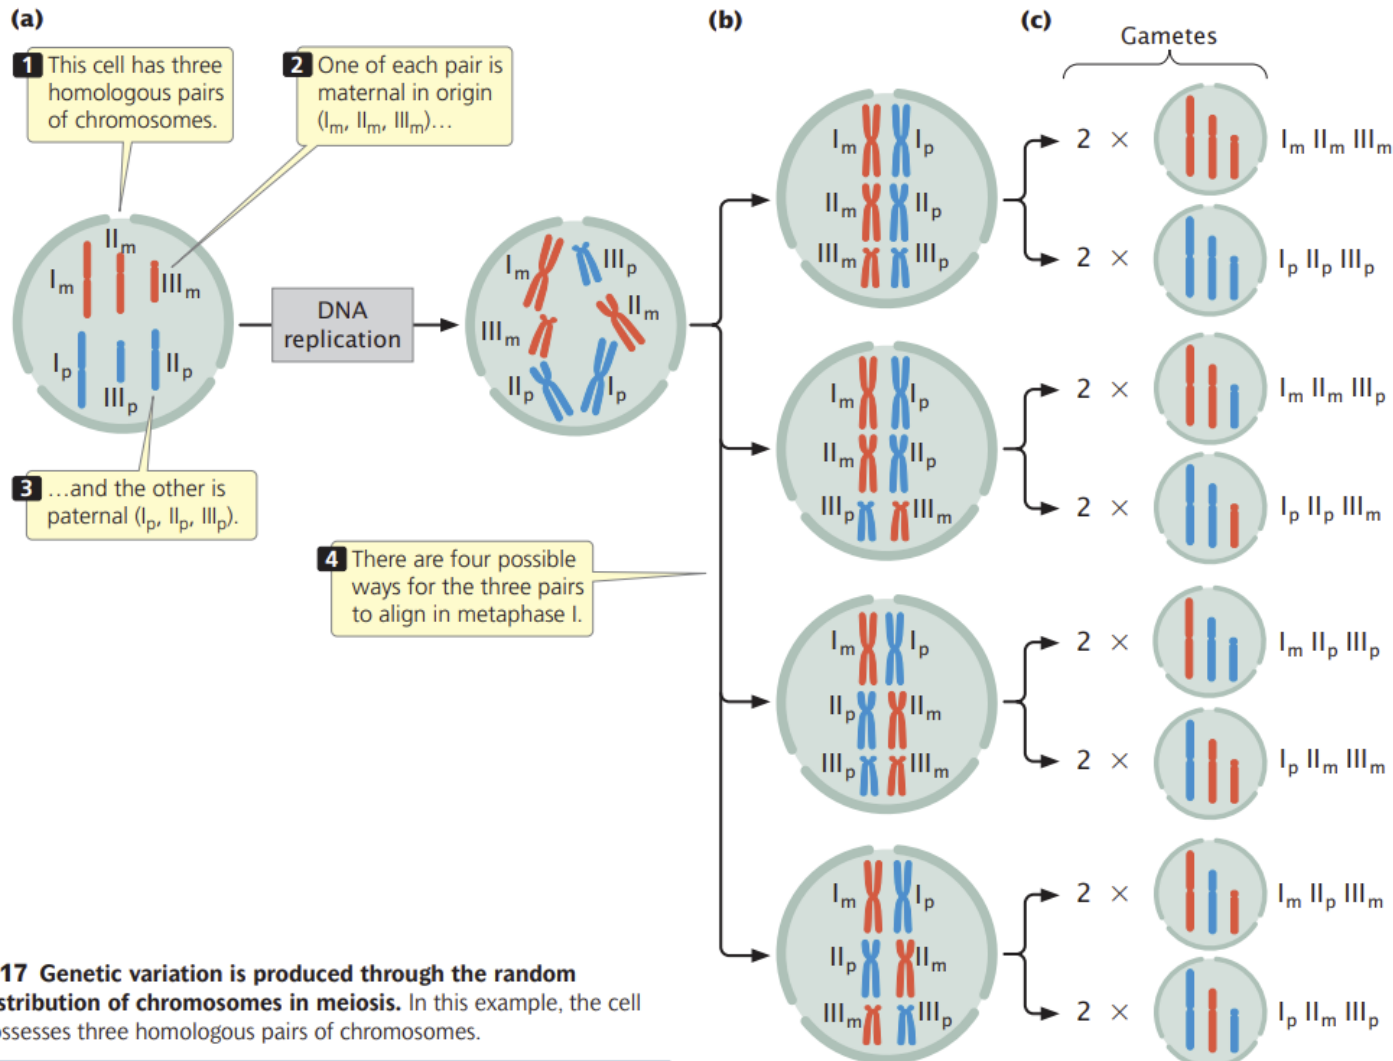 (a)
1 This cell has three
homologous pairs
of chromosomes.
2 One of each pair is
maternal in origin
(Iₘ, IIₘ, IIIₘ)…
Iₘ
IIₘ
IIIₘ
Iₚ
IIIₚ
IIₚ
3 …and the other is
paternal (Iₚ, IIₚ, IIIₚ).
DNA
replication
Iₘ
IIIₚ
IIₘ
IIIₘ
IIₚ
Iₚ
4 There are four possible
ways for the three pairs
to align in metaphase I.
(b)
Iₘ Iₚ
IIₘ IIₚ
IIIₘ IIIₚ
Iₘ Iₚ
IIₘ IIₚ
IIIₚ IIIₘ
Iₘ Iₚ
IIₚ IIₘ
IIIₚ IIIₘ
Iₘ Iₚ
IIₚ IIₘ
IIIₘ IIIₚ
(c)
Gametes
2 × Iₘ IIₘ IIIₘ
2 × Iₚ IIₚ IIIₚ
2 × Iₘ IIₘ IIIₚ
2 × Iₚ IIₚ IIIₘ
2 × Iₘ IIₚ IIIₚ
2 × Iₚ IIₘ IIIₘ
2 × Iₘ IIₚ IIIₘ
2 × Iₚ IIₘ IIIₚ
17 Genetic variation is produced through the random
stribution of chromosomes in meiosis. In this example, the cell
ossesses three homologous pairs of chromosomes.